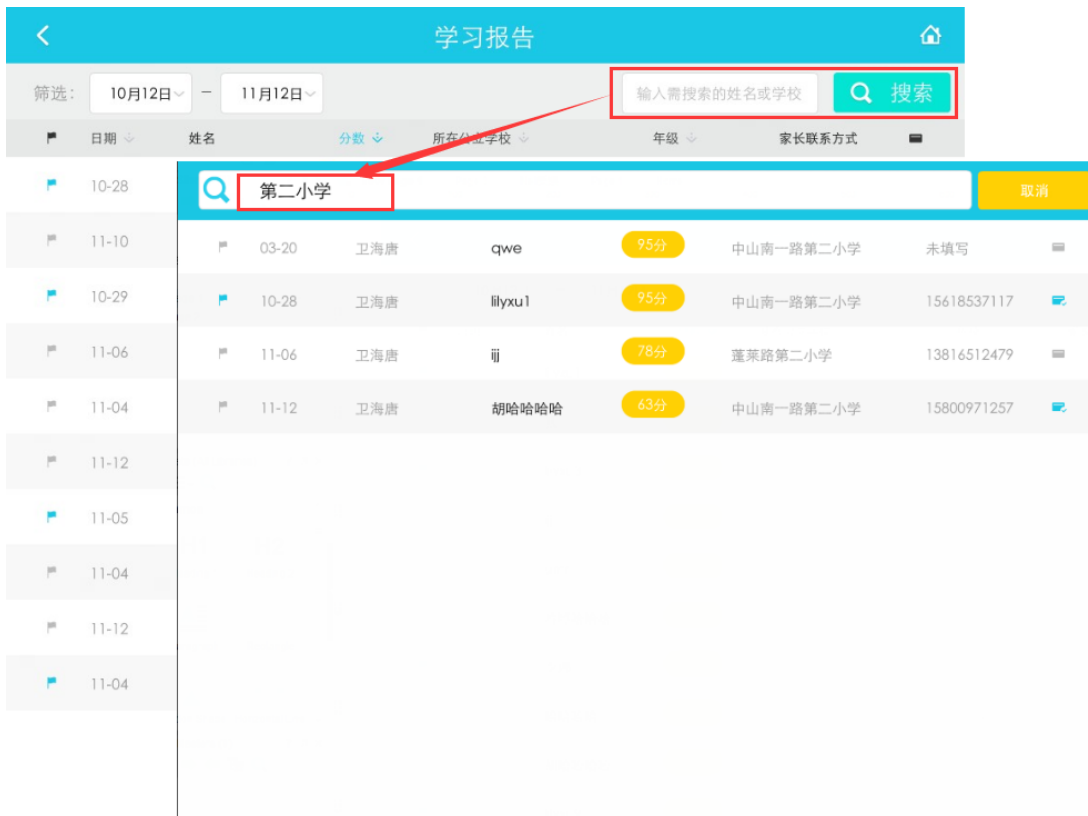 学习报告
筛选： 10月12日 - 11月12日 输入需搜索的姓名或学校 搜索
日期 姓名 分数 所在公立学校 年级 家长联系方式
10-28
第二小学 取消
11-10
03-20 卫海唐 qwe 95分 中山南一路第二小学 未填写
10-29
10-28 卫海唐 lilyxu1 95分 中山南一路第二小学 15618537117
11-06
11-06 卫海唐 ijj 78分 蓬莱路第二小学 13816512479
11-04
11-12 卫海唐 胡哈哈哈哈 63分 中山南一路第二小学 15800971257
11-12
11-05
11-04
11-12
11-04